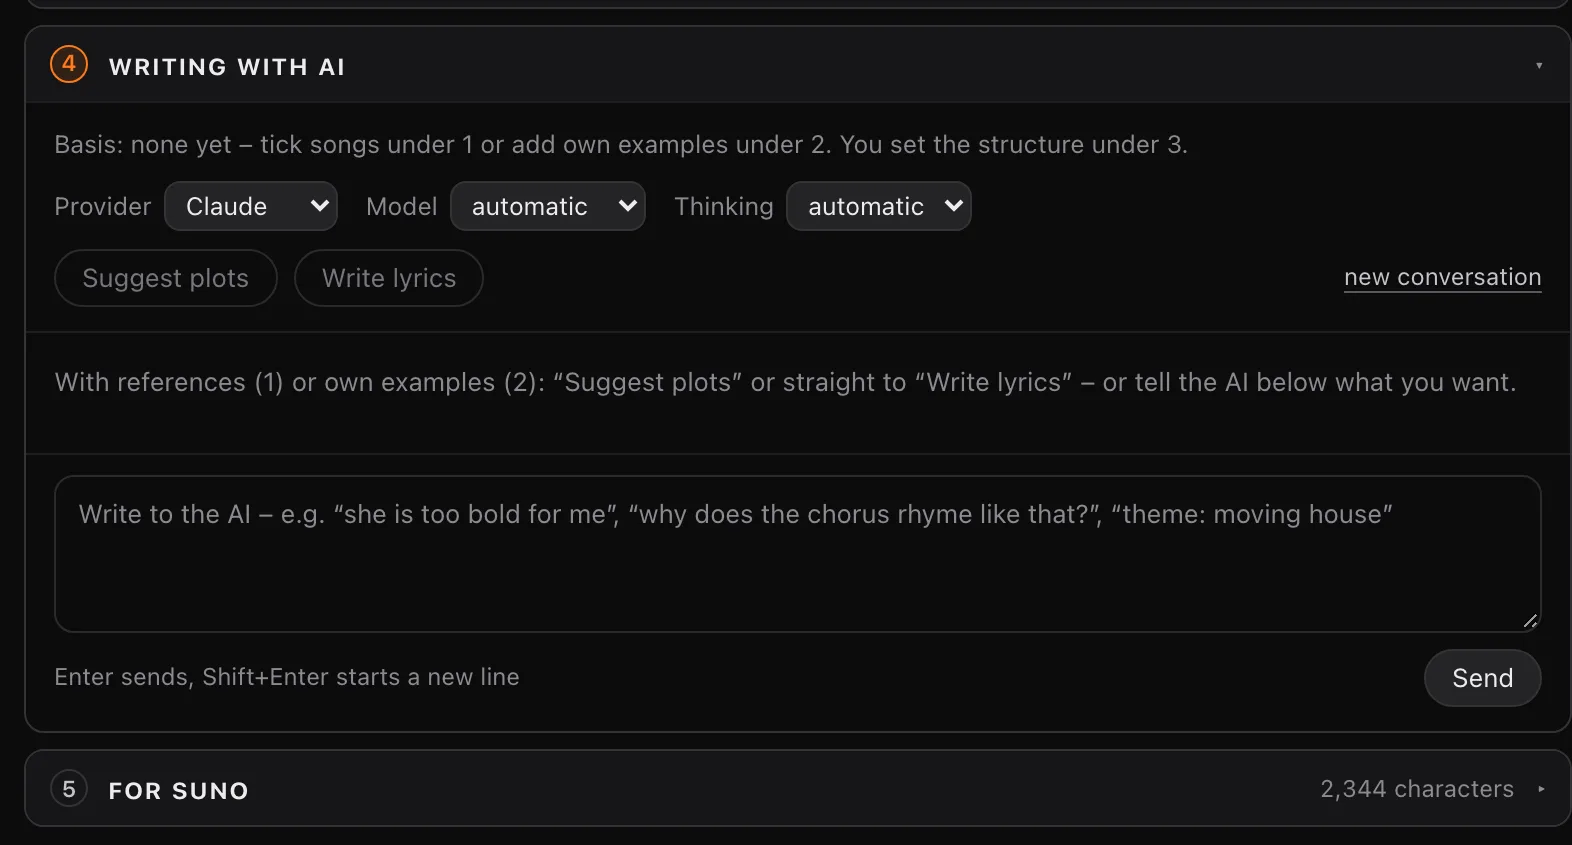 4 WRITING WITH AI
Basis: none yet – tick songs under 1 or add own examples under 2. You set the structure under 3.
Provider Claude Model automatic Thinking automatic
Suggest plots Write lyrics new conversation
With references (1) or own examples (2): “Suggest plots” or straight to “Write lyrics” – or tell the AI below what you want.
Write to the AI – e.g. “she is too bold for me”, “why does the chorus rhyme like that?”, “theme: moving house”
Enter sends, Shift+Enter starts a new line Send
5 FOR SUNO 2,344 characters